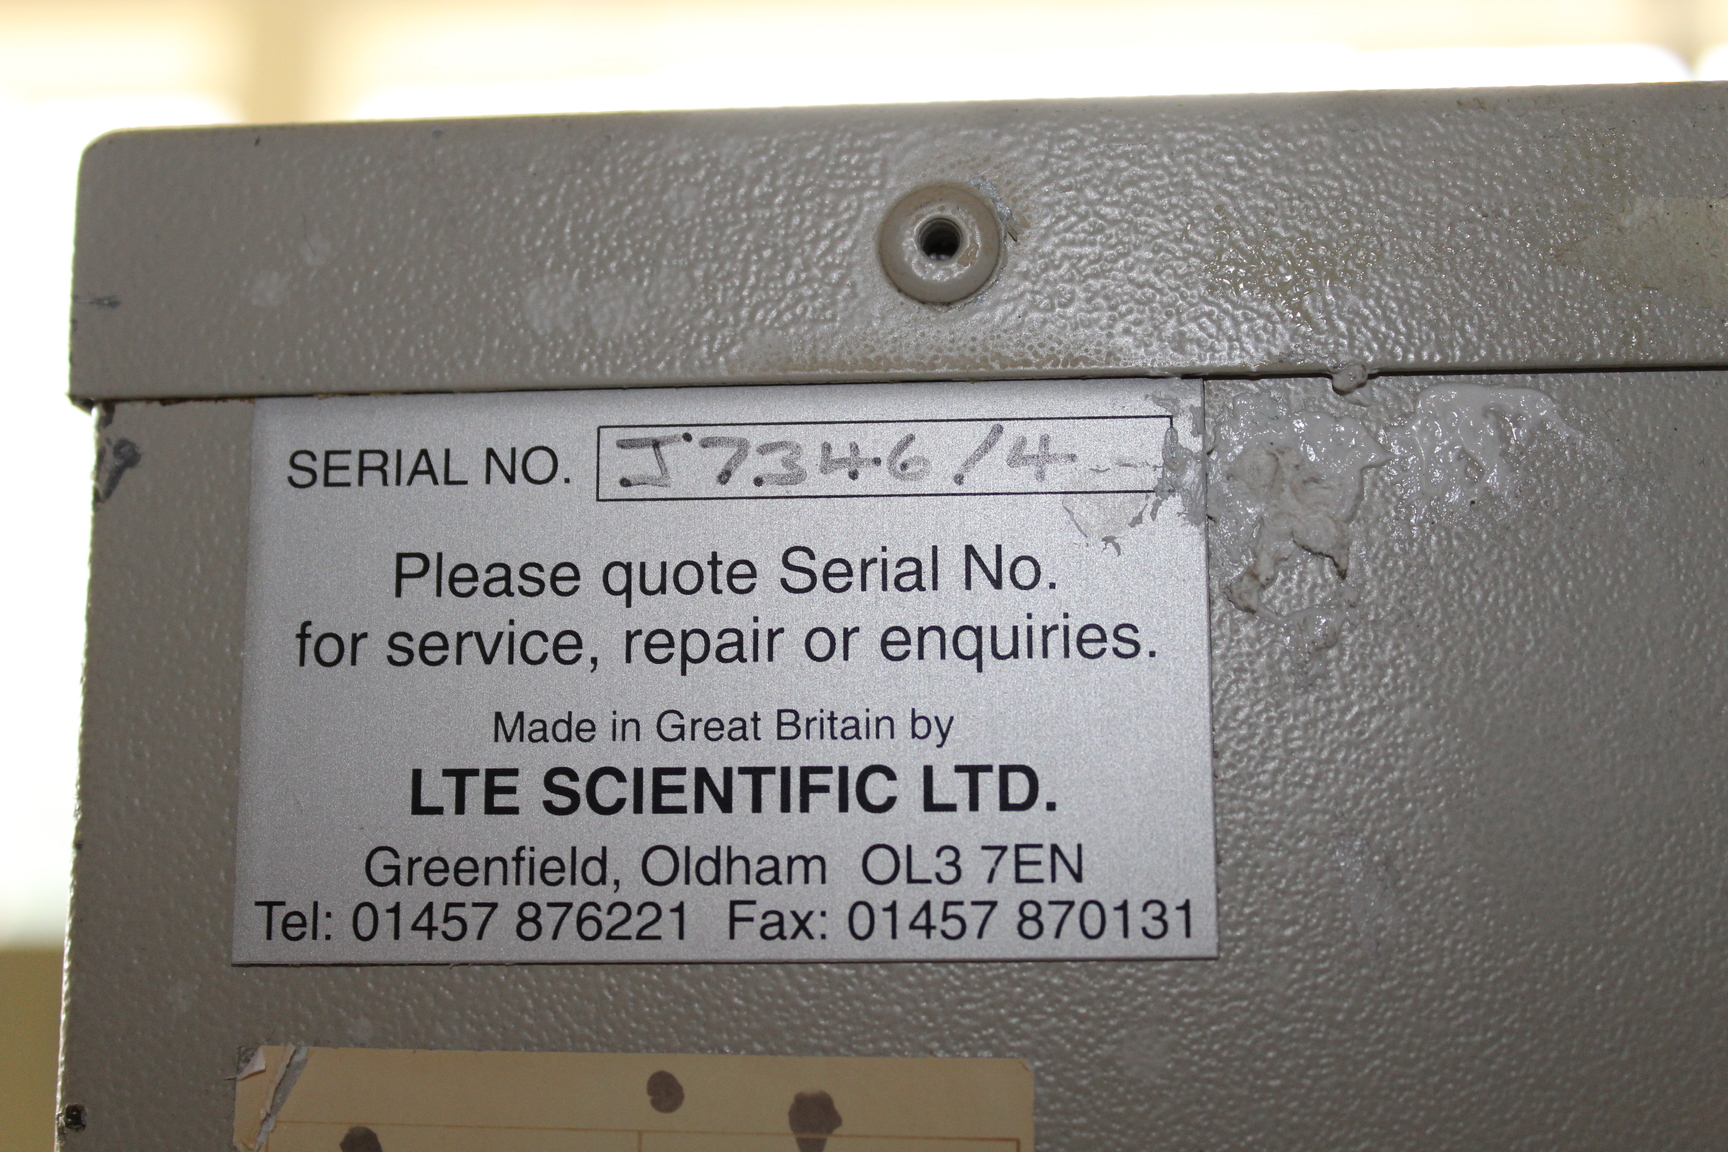 SERIAL NO. J7346/4
Please quote Serial No.
for service, repair or enquiries.
Made in Great Britain by
LTE SCIENTIFIC LTD.
Greenfield, Oldham OL3 7EN
Tel: 01457 876221 Fax: 01457 870131